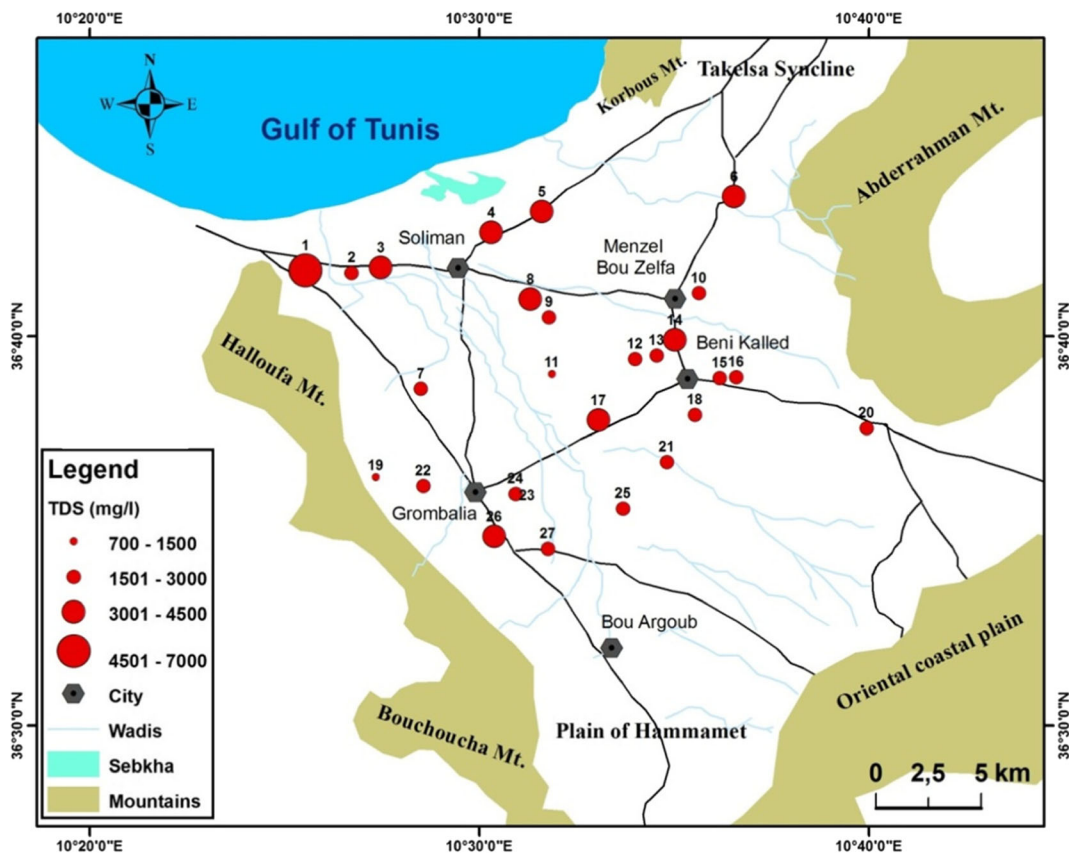 10°20'0"E 10°30'0"E 10°40'0"E
N
W E
S
Gulf of Tunis
Korbous Mt.
Takelsa Syncline
Abderrahman Mt.
6
5
4
Soliman
Menzel
Bou Zelfa
1
2
3
8
9
10
36°40'0"N 36°40'0"N
14
12
13
Beni Kalled
11
15
16
7
Halloufa Mt.
17
18
20
21
19
22
24
23
Grombalia
25
26
27
Bou Argoub
Oriental coastal plain
Bouchoucha Mt.
Plain of Hammamet
36°30'0"N 36°30'0"N
Legend
TDS (mg/l)
700 - 1500
1501 - 3000
3001 - 4500
4501 - 7000
City
Wadis
Sebkha
Mountains
0 2,5 5 km
10°20'0"E 10°30'0"E 10°40'0"E